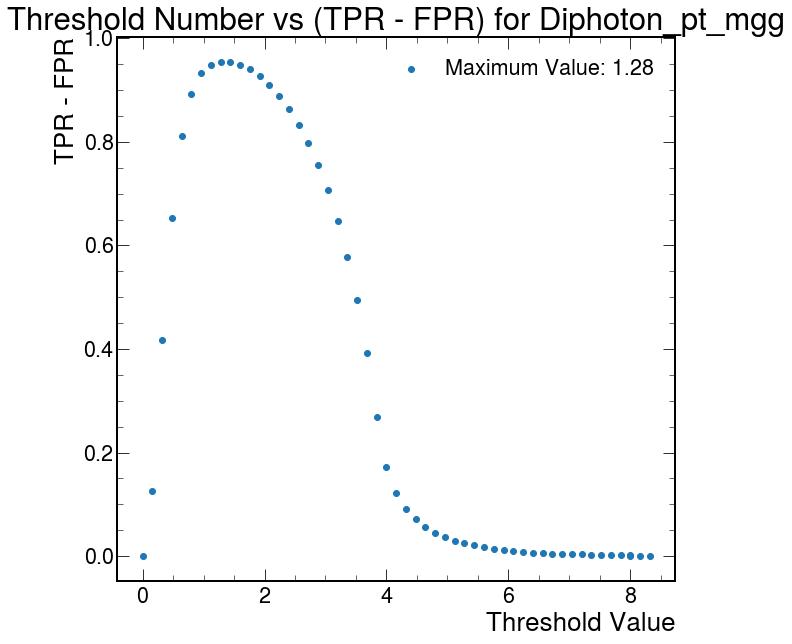 Threshold Number vs (TPR - FPR) for Diphoton_pt_mgg
TPR - FPR
1.0
0.8
0.6
0.4
0.2
0.0
Maximum Value: 1.28
0 2 4 6 8
Threshold Value